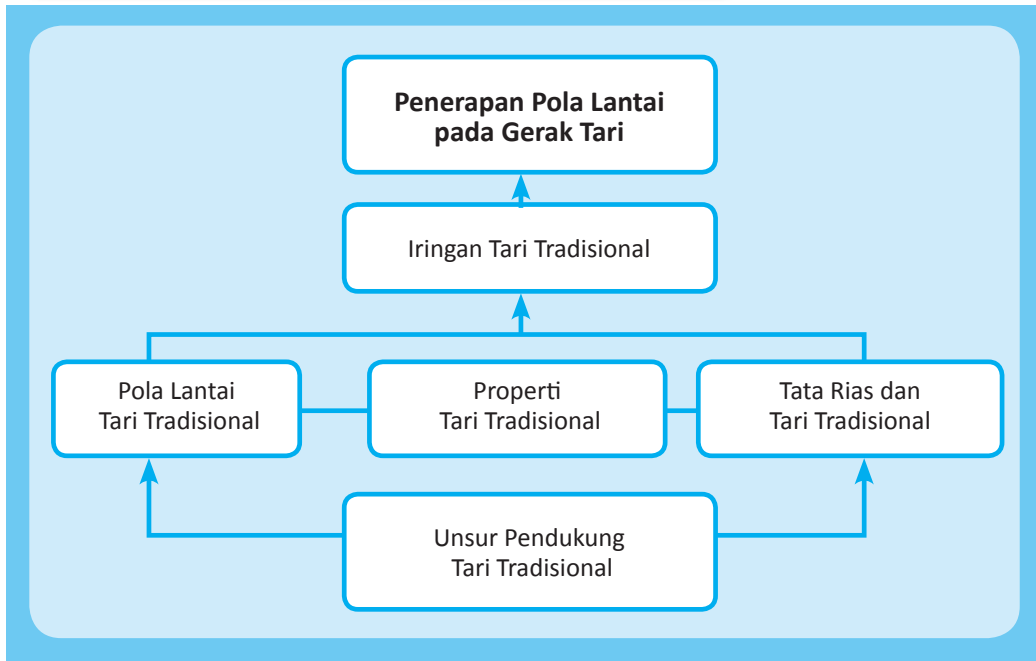 Penerapan Pola Lantai
pada Gerak Tari
Iringan Tari Tradisional
Pola Lantai
Tari Tradisional
Properti
Tari Tradisional
Tata Rias dan
Tari Tradisional
Unsur Pendukung
Tari Tradisional